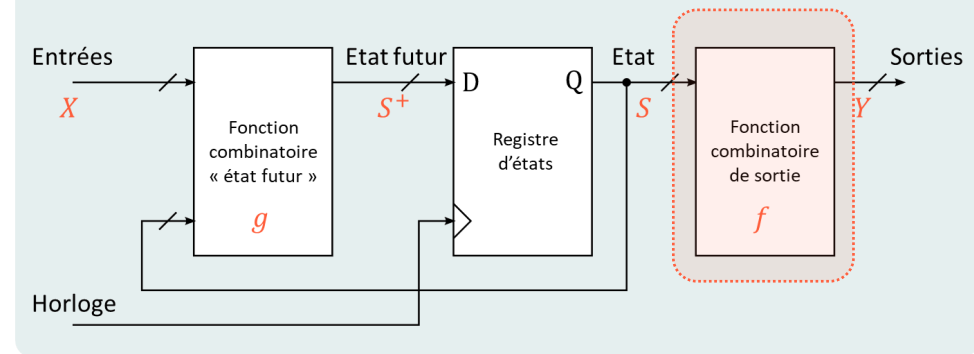 Entrées
X
Fonction
combinatoire
« état futur »
g
Etat futur
S⁺
D
Q
Registre
d'états
Etat
S
Fonction
combinatoire
de sortie
f
Sorties
Y
Horloge